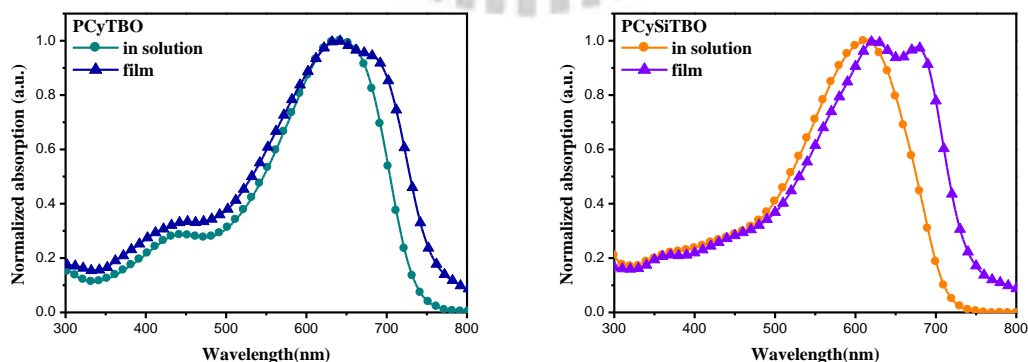 PCyTBO
in solution
film
Normalized absorption (a.u.)
1.0
0.8
0.6
0.4
0.2
0.0
300 400 500 600 700 800
Wavelength(nm)
PCySiTBO
in solution
film
Normalized absorption (a.u.)
1.0
0.8
0.6
0.4
0.2
0.0
300 400 500 600 700 800
Wavelength(nm)